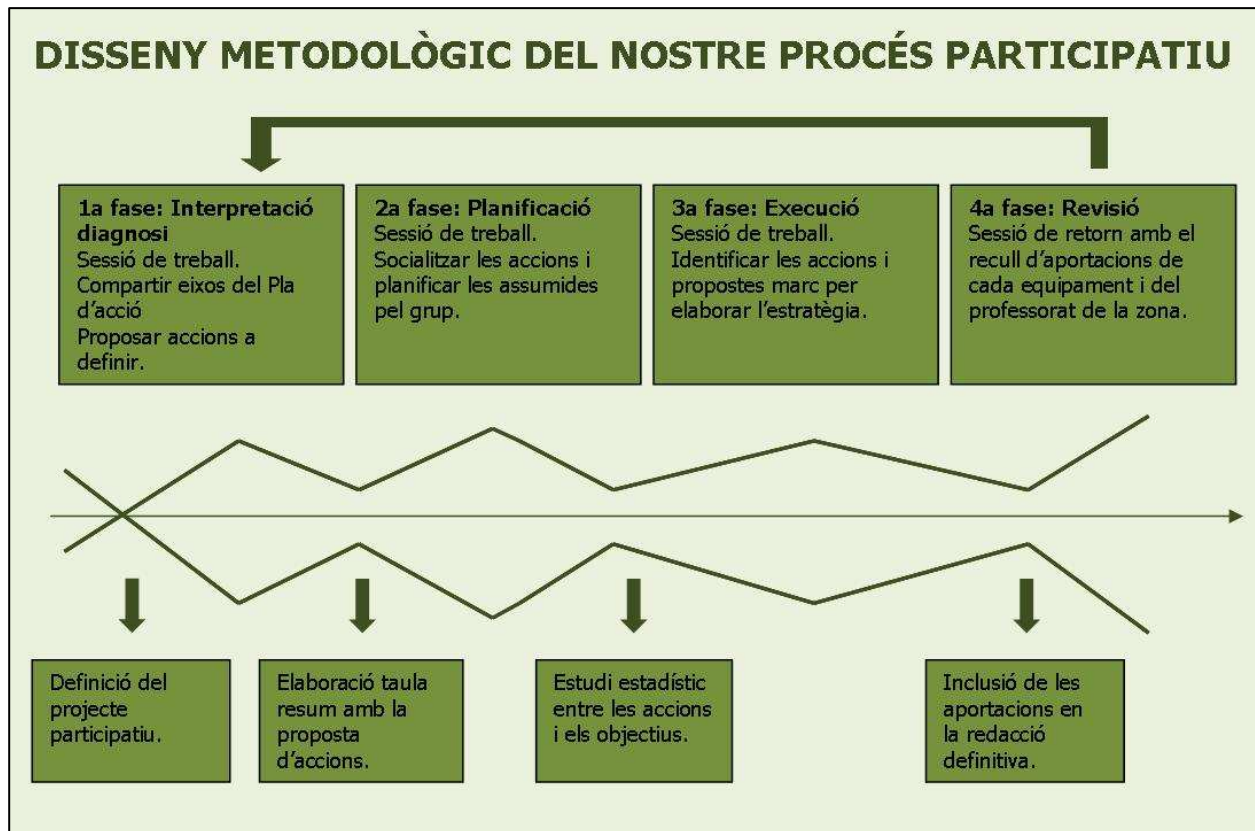 DISSENY METODOLÒGIC DEL NOSTRE PROCÉS PARTICIPATIU
1a fase: Interpretació
diagnosi
Sessió de treball.
Compartir eixos del Pla
d’acció
Proposar accions a
definir.
2a fase: Planificació
Sessió de treball.
Socialitzar les accions i
planificar les assumides
pel grup.
3a fase: Execució
Sessió de treball.
Identificar les accions i
propostes marc per
elaborar l’estratègia.
4a fase: Revisió
Sessió de retorn amb el
recull d’aportacions de
cada equipament i del
professorat de la zona.
Definició del
projecte
participatiu.
Elaboració taula
resum amb la
proposta
d’accions.
Estudi estadístic
entre les accions
i els objectius.
Inclusió de les
aportacions en
la redacció
definitiva.